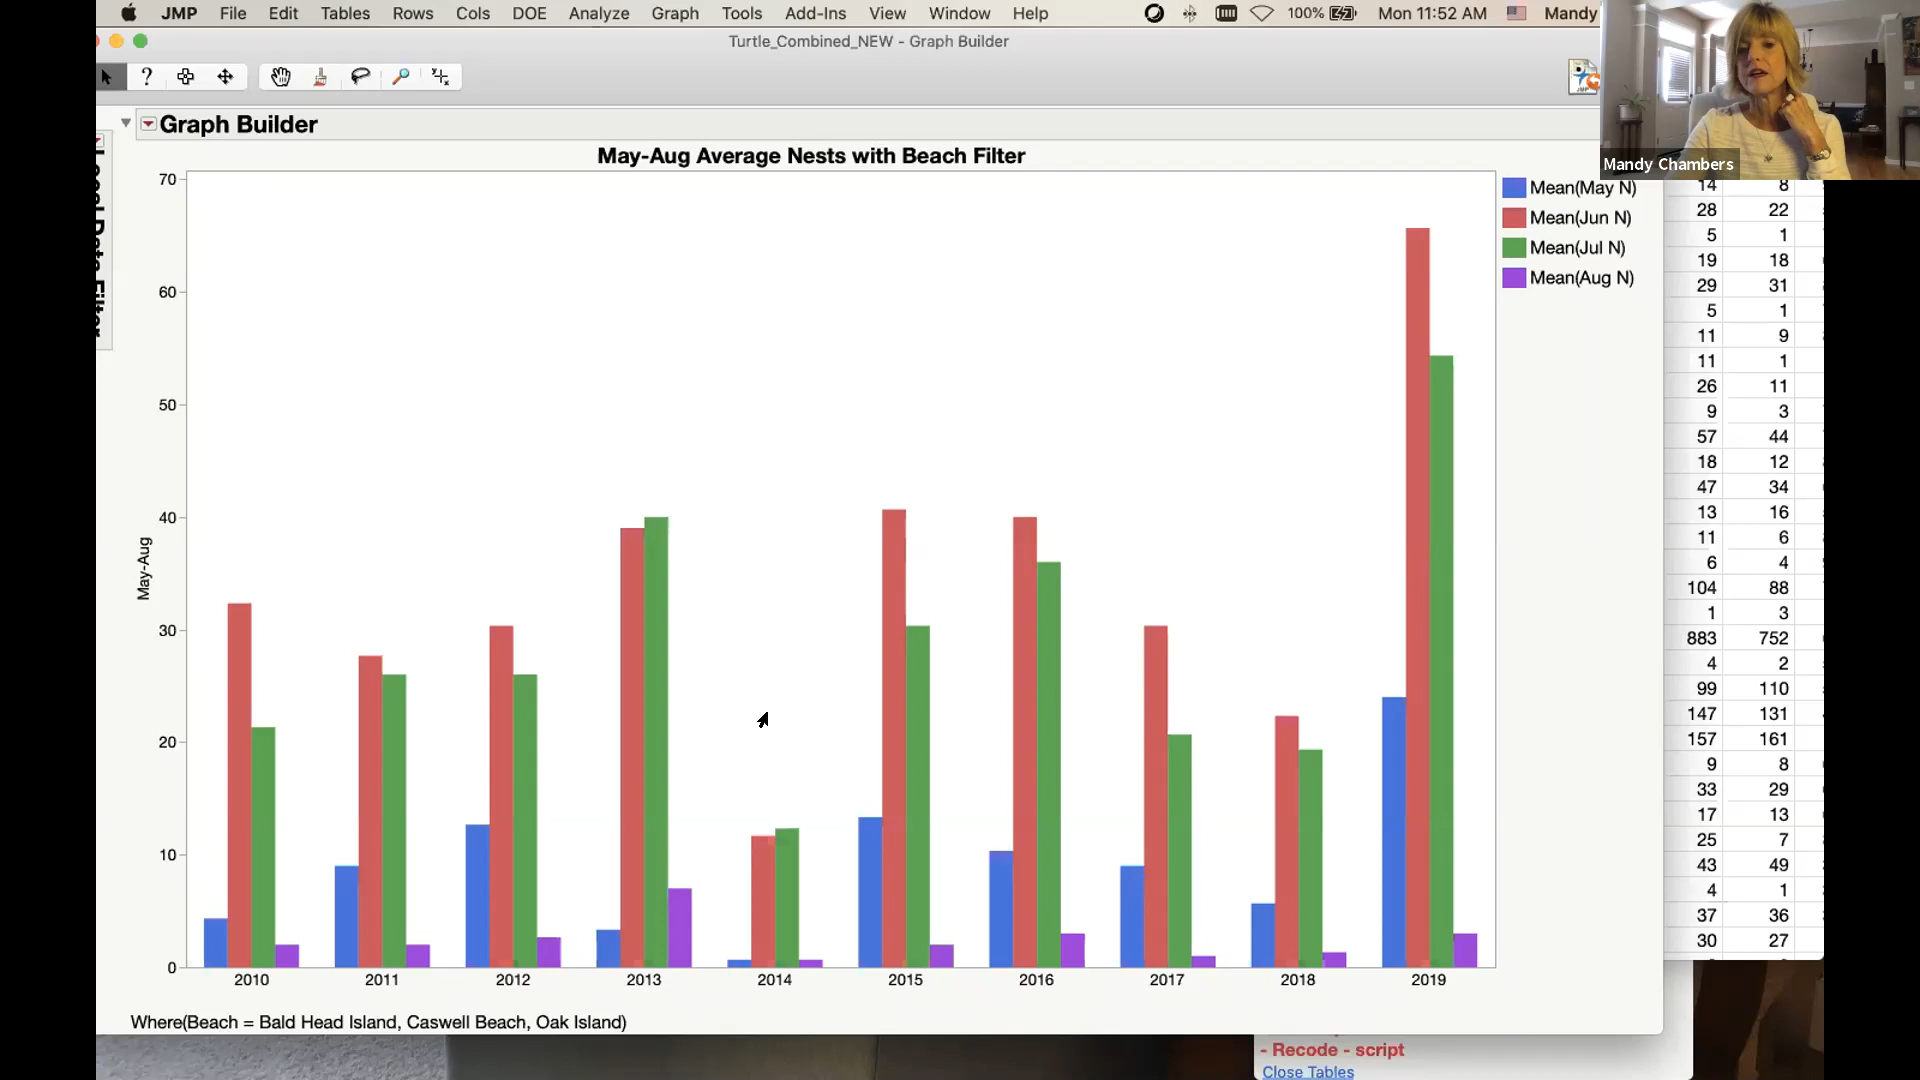 JMP File Edit Tables Rows Cols DOE Analyze Graph Tools Add-Ins View Window Help 100% Mon 11:52 AM Mandy
Turtle_Combined_NEW - Graph Builder
?
Graph Builder
Local Data Filter
May-Aug Average Nests with Beach Filter
Mandy Chambers
Mean(May N)
Mean(Jun N)
Mean(Jul N)
Mean(Aug N)
70
60
50
40
30
20
10
0
May-Aug
2010 2011 2012 2013 2014 2015 2016 2017 2018 2019
Where(Beach = Bald Head Island, Caswell Beach, Oak Island)
14 8
28 22
5 1
19 18
29 31
5 1
11 9
11 1
26 11
9 3
57 44
18 12
47 34
13 16
11 6
6 4
104 88
1 3
883 752
4 2
99 110
147 131
157 161
9 8
33 29
17 13
25 7
43 49
4 1
37 36
30 27
- Recode - script
Close Tables